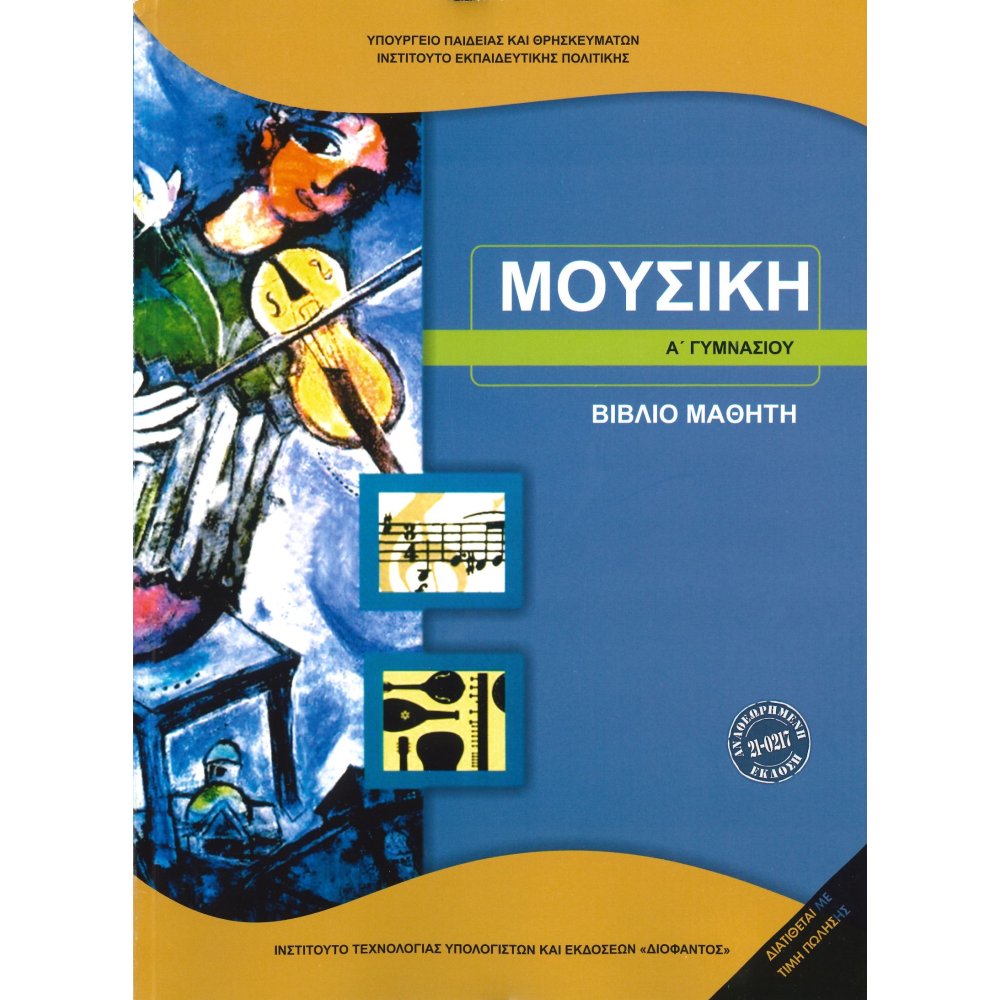 ΥΠΟΥΡΓΕΙΟ ΠΑΙΔΕΙΑΣ ΚΑΙ ΘΡΗΣΚΕΥΜΑΤΩΝ
ΙΝΣΤΙΤΟΥΤΟ ΕΚΠΑΙΔΕΥΤΙΚΗΣ ΠΟΛΙΤΙΚΗΣ
ΜΟΥΣΙΚΗ
Α΄ ΓΥΜΝΑΣΙΟΥ
ΒΙΒΛΙΟ ΜΑΘΗΤΗ
ΑΝΑΘΕΩΡΗΜΕΝΗ
21-0217
ΕΚΔΟΣΗ
ΔΙΑΤΙΘΕΤΑΙ ΜΕ
ΤΙΜΗ ΠΩΛΗΣΗΣ
ΙΝΣΤΙΤΟΥΤΟ ΤΕΧΝΟΛΟΓΙΑΣ ΥΠΟΛΟΓΙΣΤΩΝ ΚΑΙ ΕΚΔΟΣΕΩΝ «ΔΙΟΦΑΝΤΟΣ»